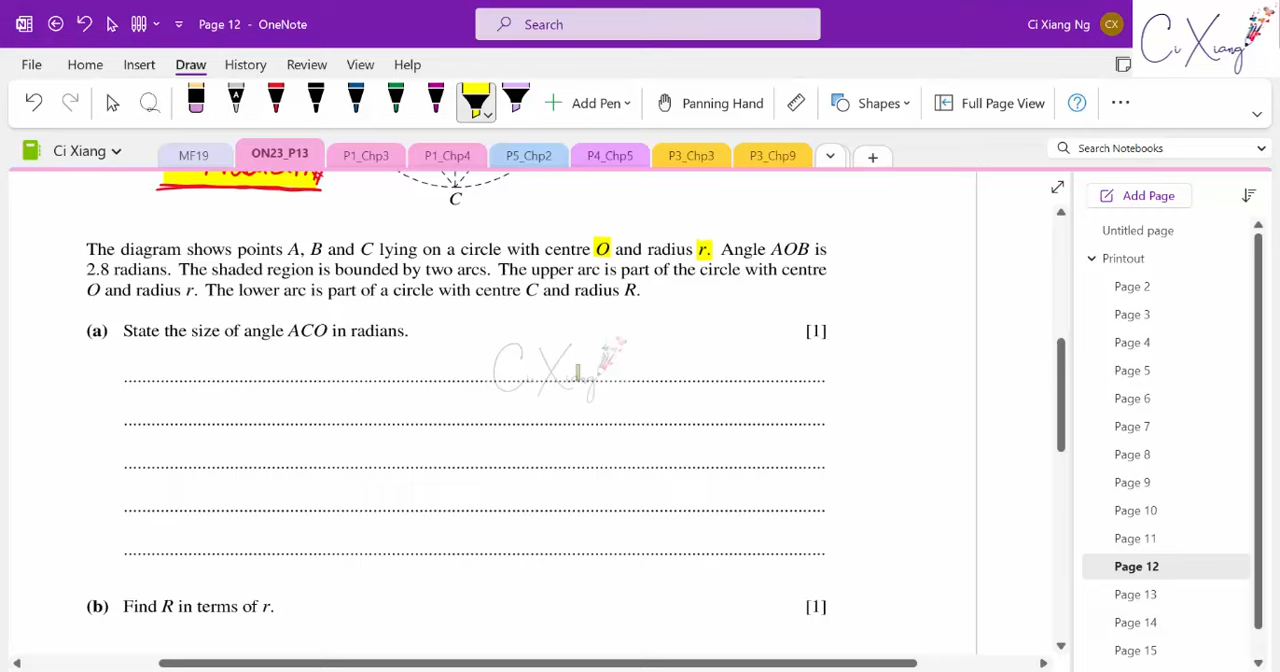 Page 12 - OneNote
Search
Ci Xiang Ng
CX
Ci Xiang
File Home Insert Draw History Review View Help
A
Add Pen
Panning Hand
Shapes
Full Page View
Ci Xiang
MF19
ON23_P13
P1_Chp3
P1_Chp4
P5_Chp2
P4_Chp5
P3_Chp3
P3_Chp9
Search Notebooks
C
The diagram shows points A, B and C lying on a circle with centre O and radius r. Angle AOB is
2.8 radians. The shaded region is bounded by two arcs. The upper arc is part of the circle with centre
O and radius r. The lower arc is part of a circle with centre C and radius R.
(a) State the size of angle ACO in radians. [1]
Ci Xiang
(b) Find R in terms of r. [1]
Add Page
Untitled page
Printout
Page 2
Page 3
Page 4
Page 5
Page 6
Page 7
Page 8
Page 9
Page 10
Page 11
Page 12
Page 13
Page 14
Page 15